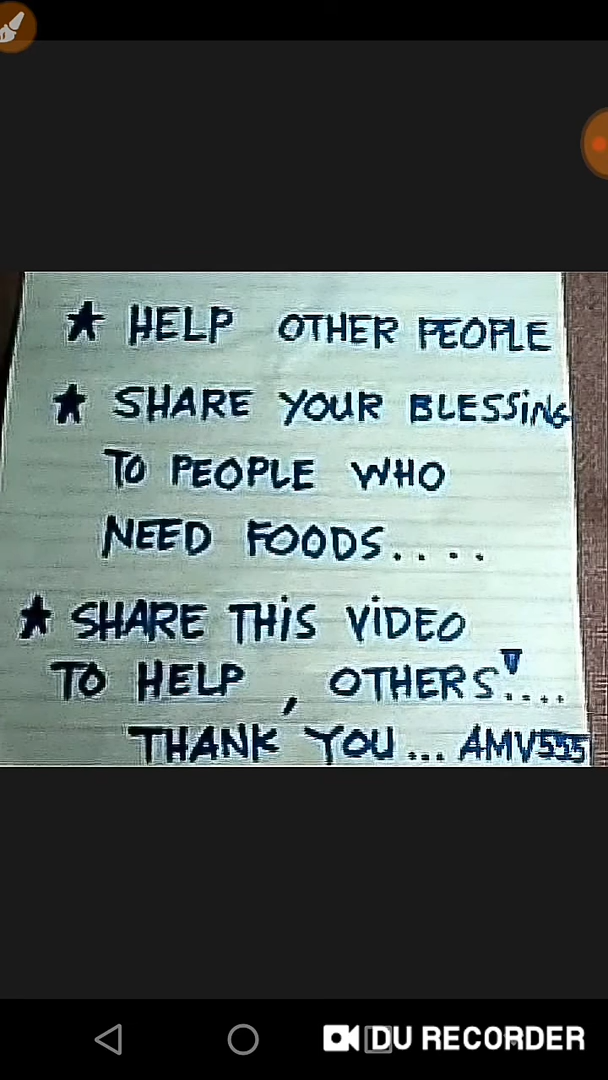 ★ HELP OTHER PEOPLE
★ SHARE YOUR BLESSiNG
TO PEOPLE WHO
NEED FOODS....
★ SHARE THiS ViDEO
TO HELP , OTHERS!....
THANK YOU... AMV555
DU RECORDER